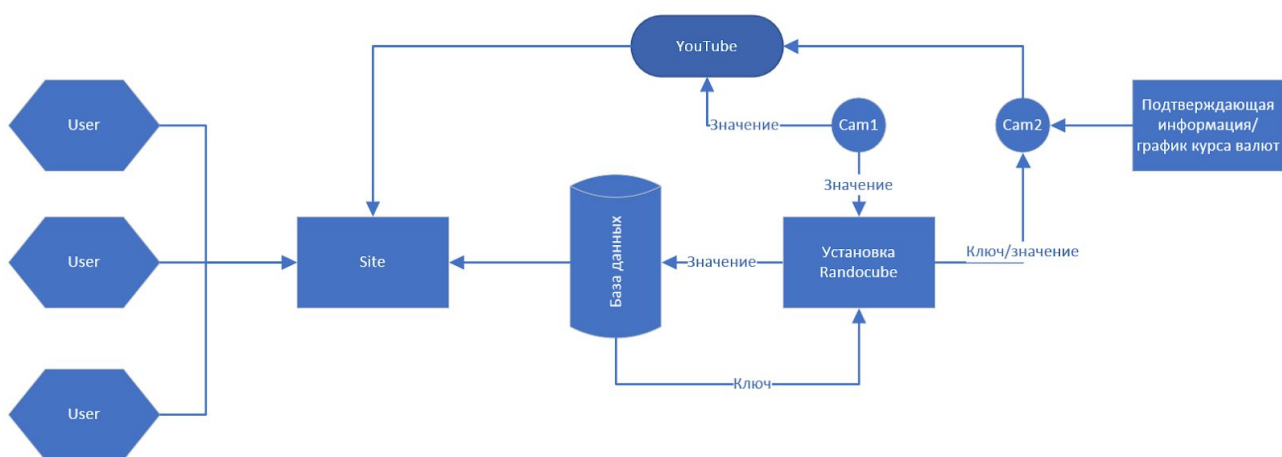 YouTube
User
Значение
Cam1
Cam2
Подтверждающая
информация/
график курса валют
Значение
User
Site
База данных
Значение
Установка
Randocube
Ключ/значение
Ключ
User